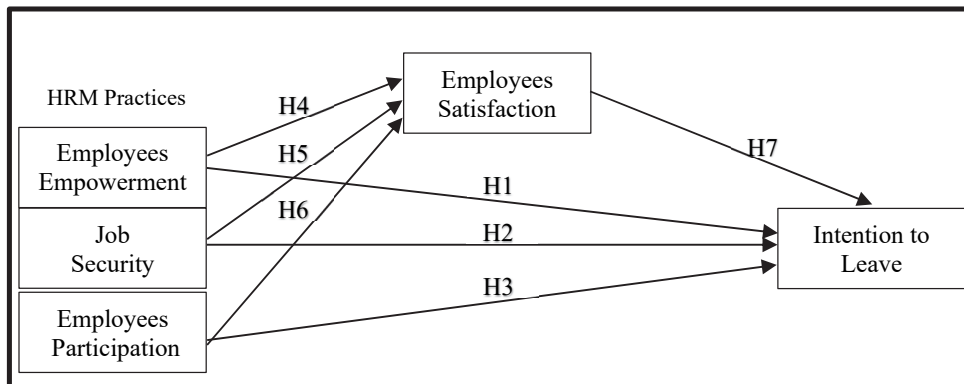 HRM Practices
Employees
Empowerment
Job
Security
Employees
Participation
H4
H5
H6
Employees
Satisfaction
H1
H2
H3
H7
Intention to
Leave